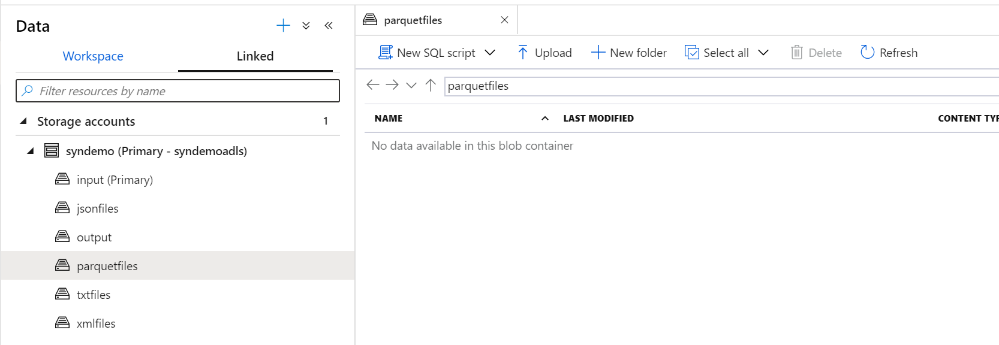 Data
Workspace Linked
Filter resources by name
Storage accounts 1
syndemo (Primary - syndemoadls)
input (Primary)
jsonfiles
output
parquetfiles
txtfiles
xmlfiles
parquetfiles
New SQL script Upload New folder Select all Delete Refresh
parquetfiles
NAME LAST MODIFIED CONTENT TYP
No data available in this blob container